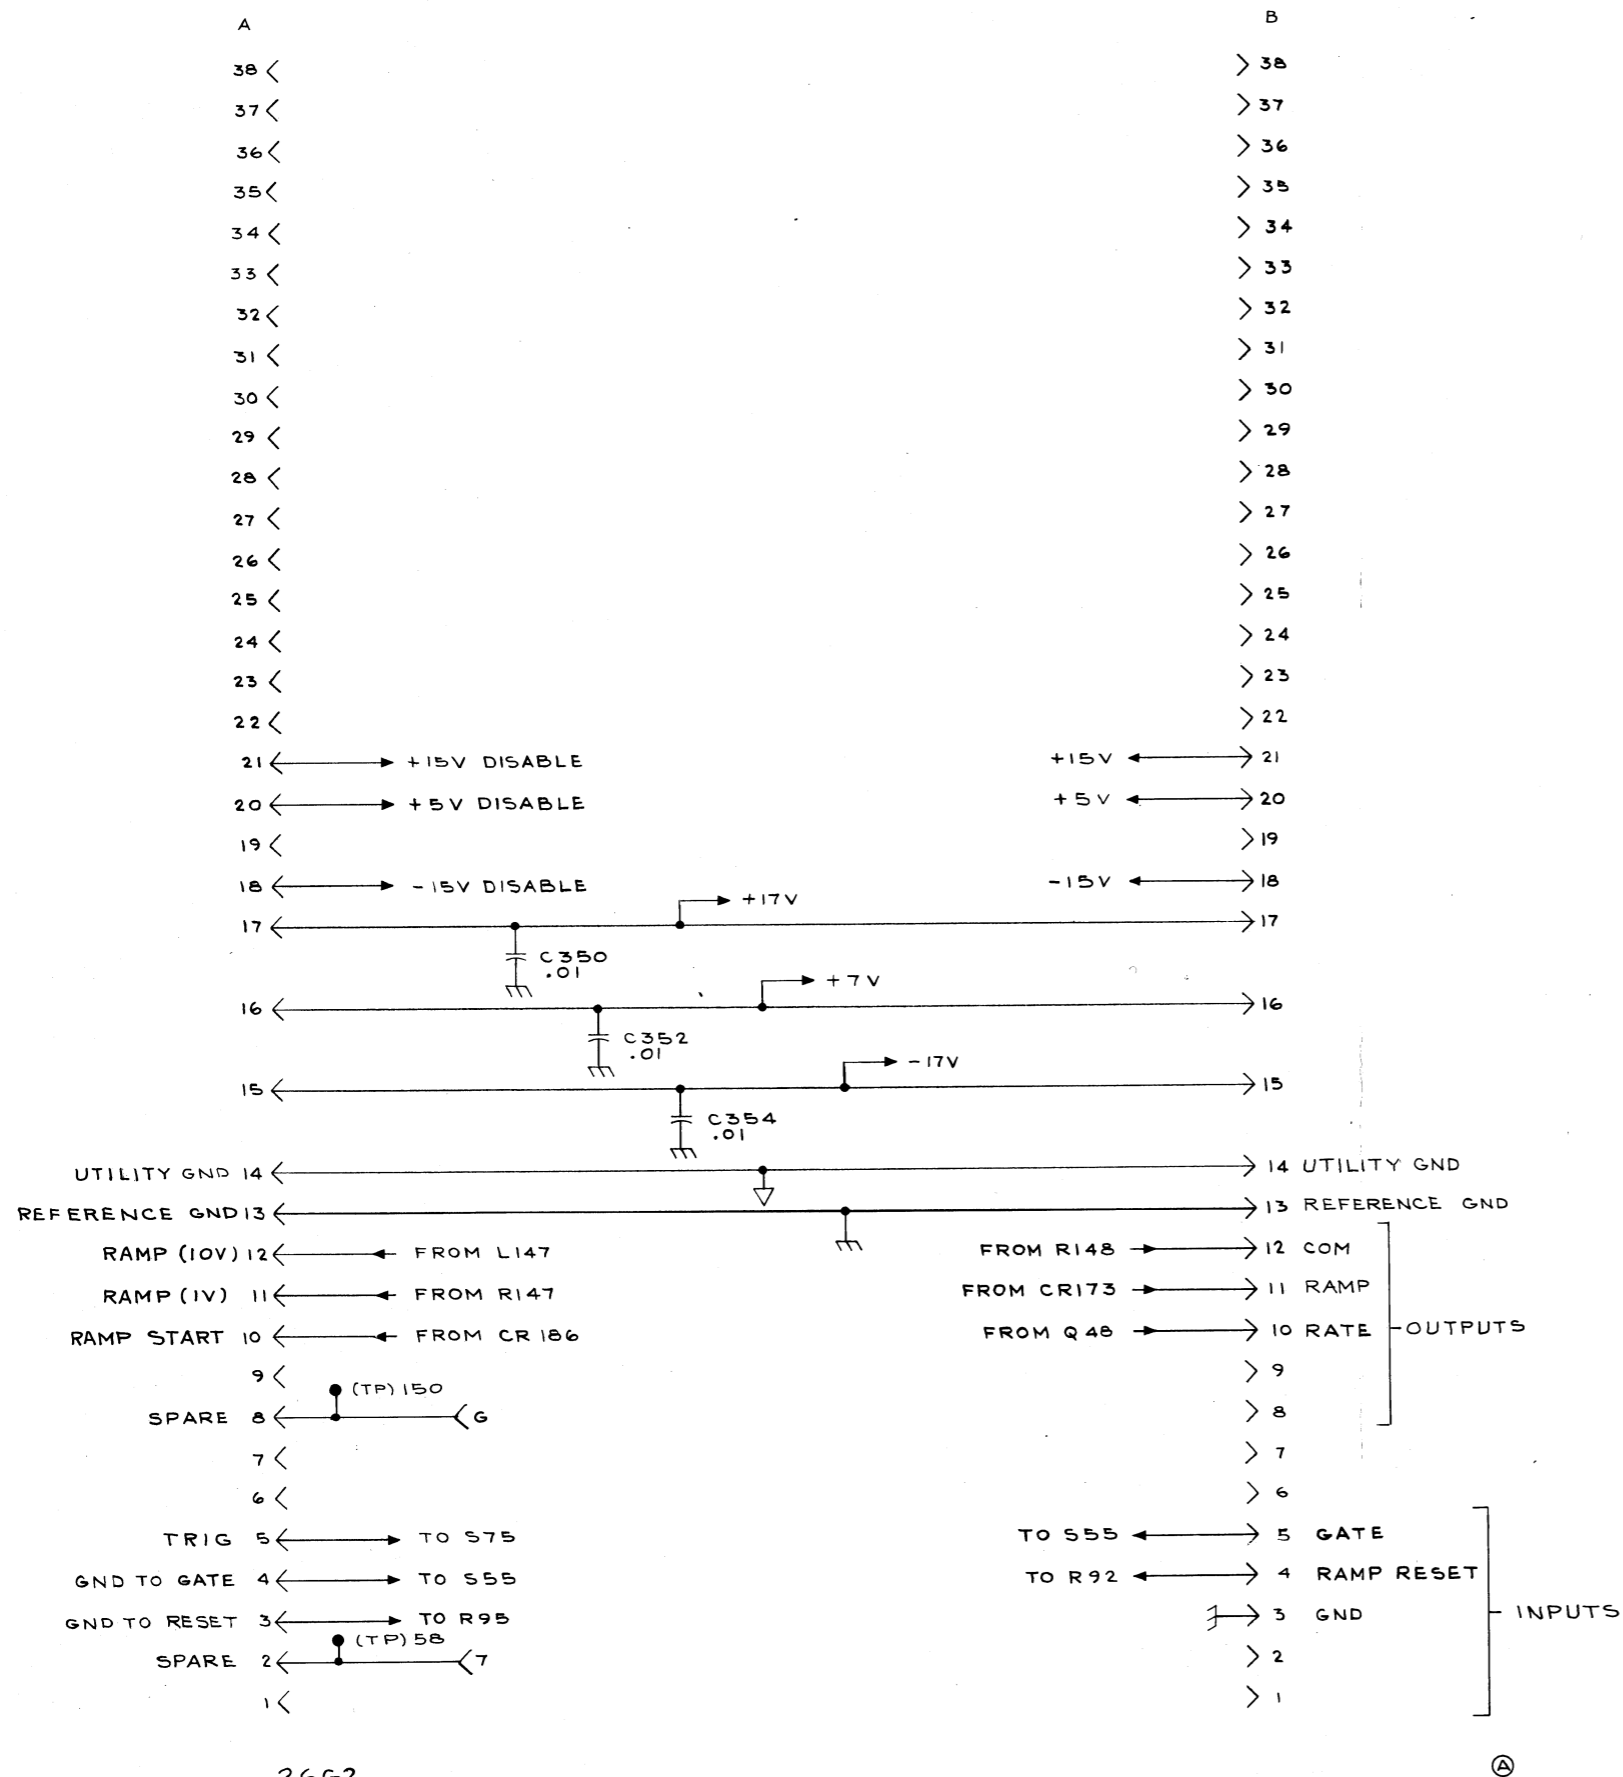 A B
38 38
37 37
36 36
35 35
34 34
33 33
32 32
31 31
30 30
29 29
28 28
27 27
26 26
25 25
24 24
23 23
22 22
21 +15V DISABLE +15V 21
20 +5V DISABLE +5V 20
19 19
18 -15V DISABLE -15V 18
+17V
17 17
C350
.01
+7V
16 16
C352
.01
-17V
15 15
C354
.01
UTILITY GND 14 14 UTILITY GND
REFERENCE GND 13 13 REFERENCE GND
RAMP (10V) 12 FROM L147 FROM R148 12 COM
RAMP (1V) 11 FROM R147 FROM CR173 11 RAMP
RAMP START 10 FROM CR186 FROM Q48 10 RATE OUTPUTS
9 9
(TP) 150
SPARE 8 G 8
7 7
6 6
TRIG 5 TO S75 TO S55 5 GATE
GND TO GATE 4 TO S55 TO R92 4 RAMP RESET
GND TO RESET 3 TO R95 3 GND INPUTS
(TP) 58
SPARE 2 7 2
1 1
A